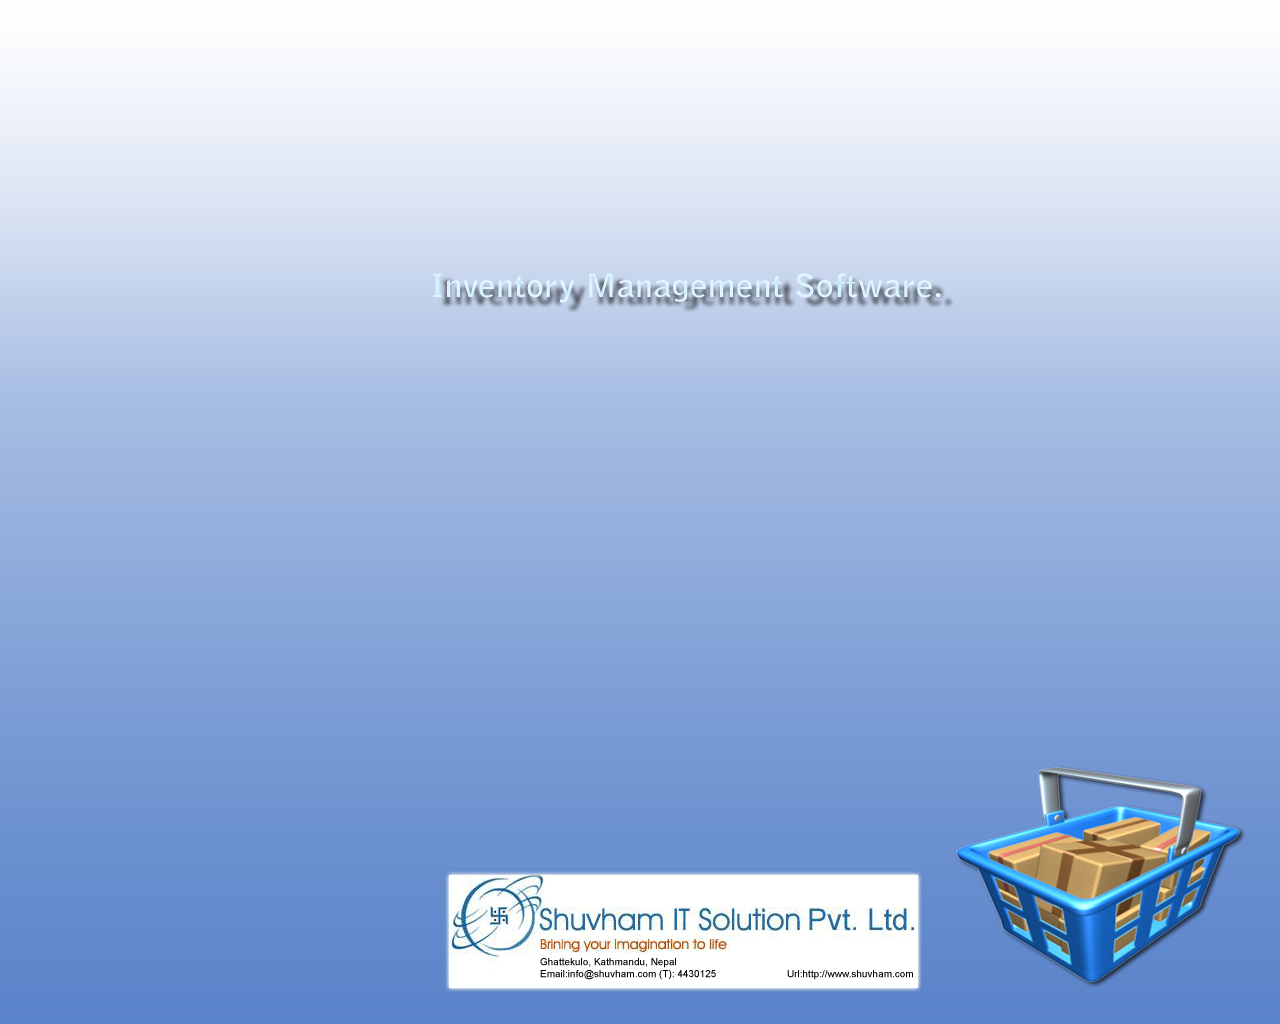 Inventory Management Software.
Shuvham IT Solution Pvt. Ltd.
Brining your imagination to life
Ghattekulo, Kathmandu, Nepal
Email:info@shuvham.com (T): 4430125 Url:http://www.shuvham.com